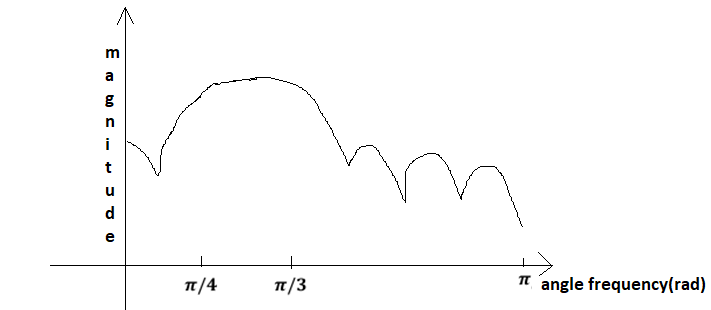 magnitude
π/4
π/3
π
angle frequency(rad)